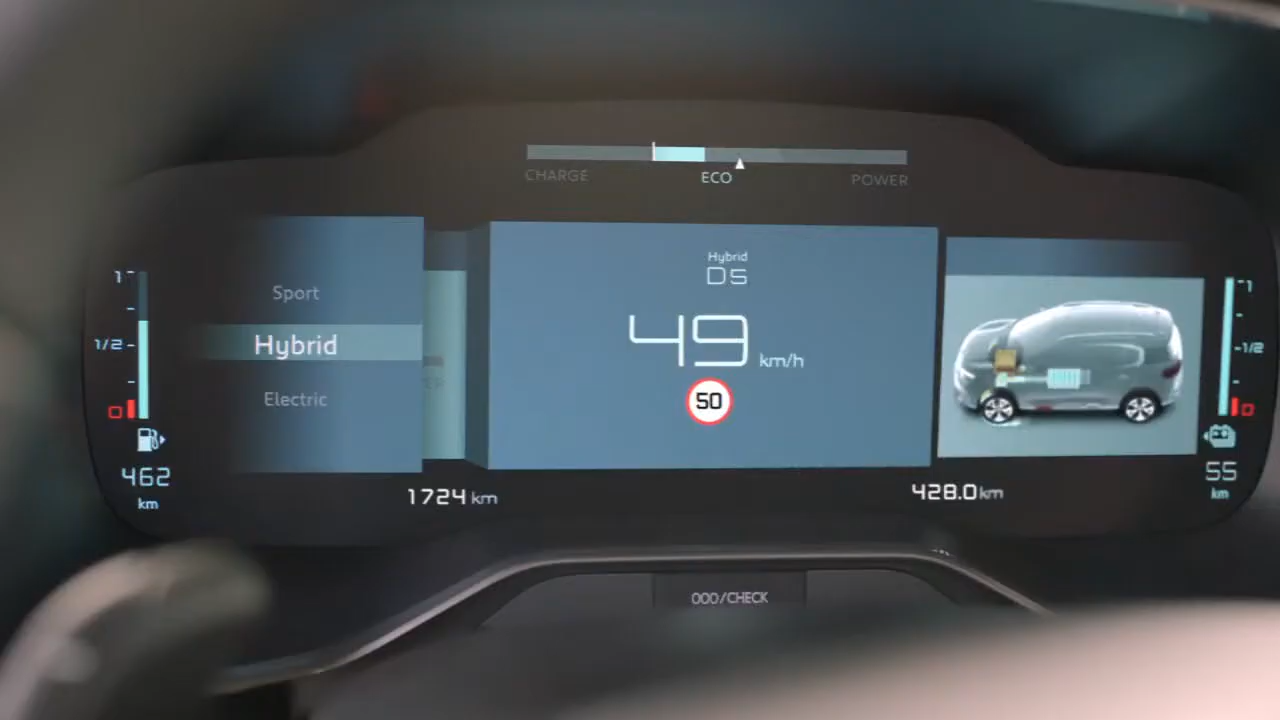 CHARGE ECO POWER
1
1/2
0
462
km
Sport
Hybrid
Electric
Hybrid
D5
49 km/h
50
1
1/2
0
55
km
1724 km
428.0 km
000/CHECK